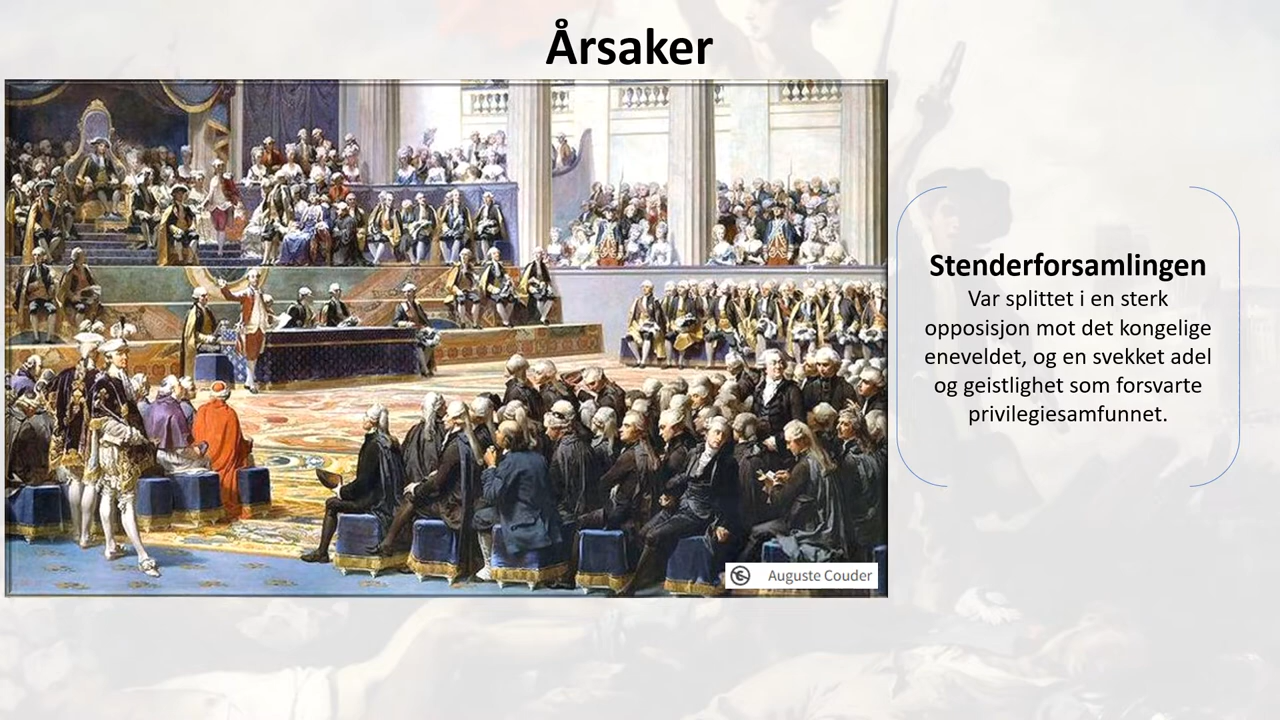 Årsaker
Stenderforsamlingen
Var splittet i en sterk
opposisjon mot det kongelige
eneveldet, og en svekket adel
og geistlighet som forsvarte
privilegiesamfunnet.
Auguste Couder